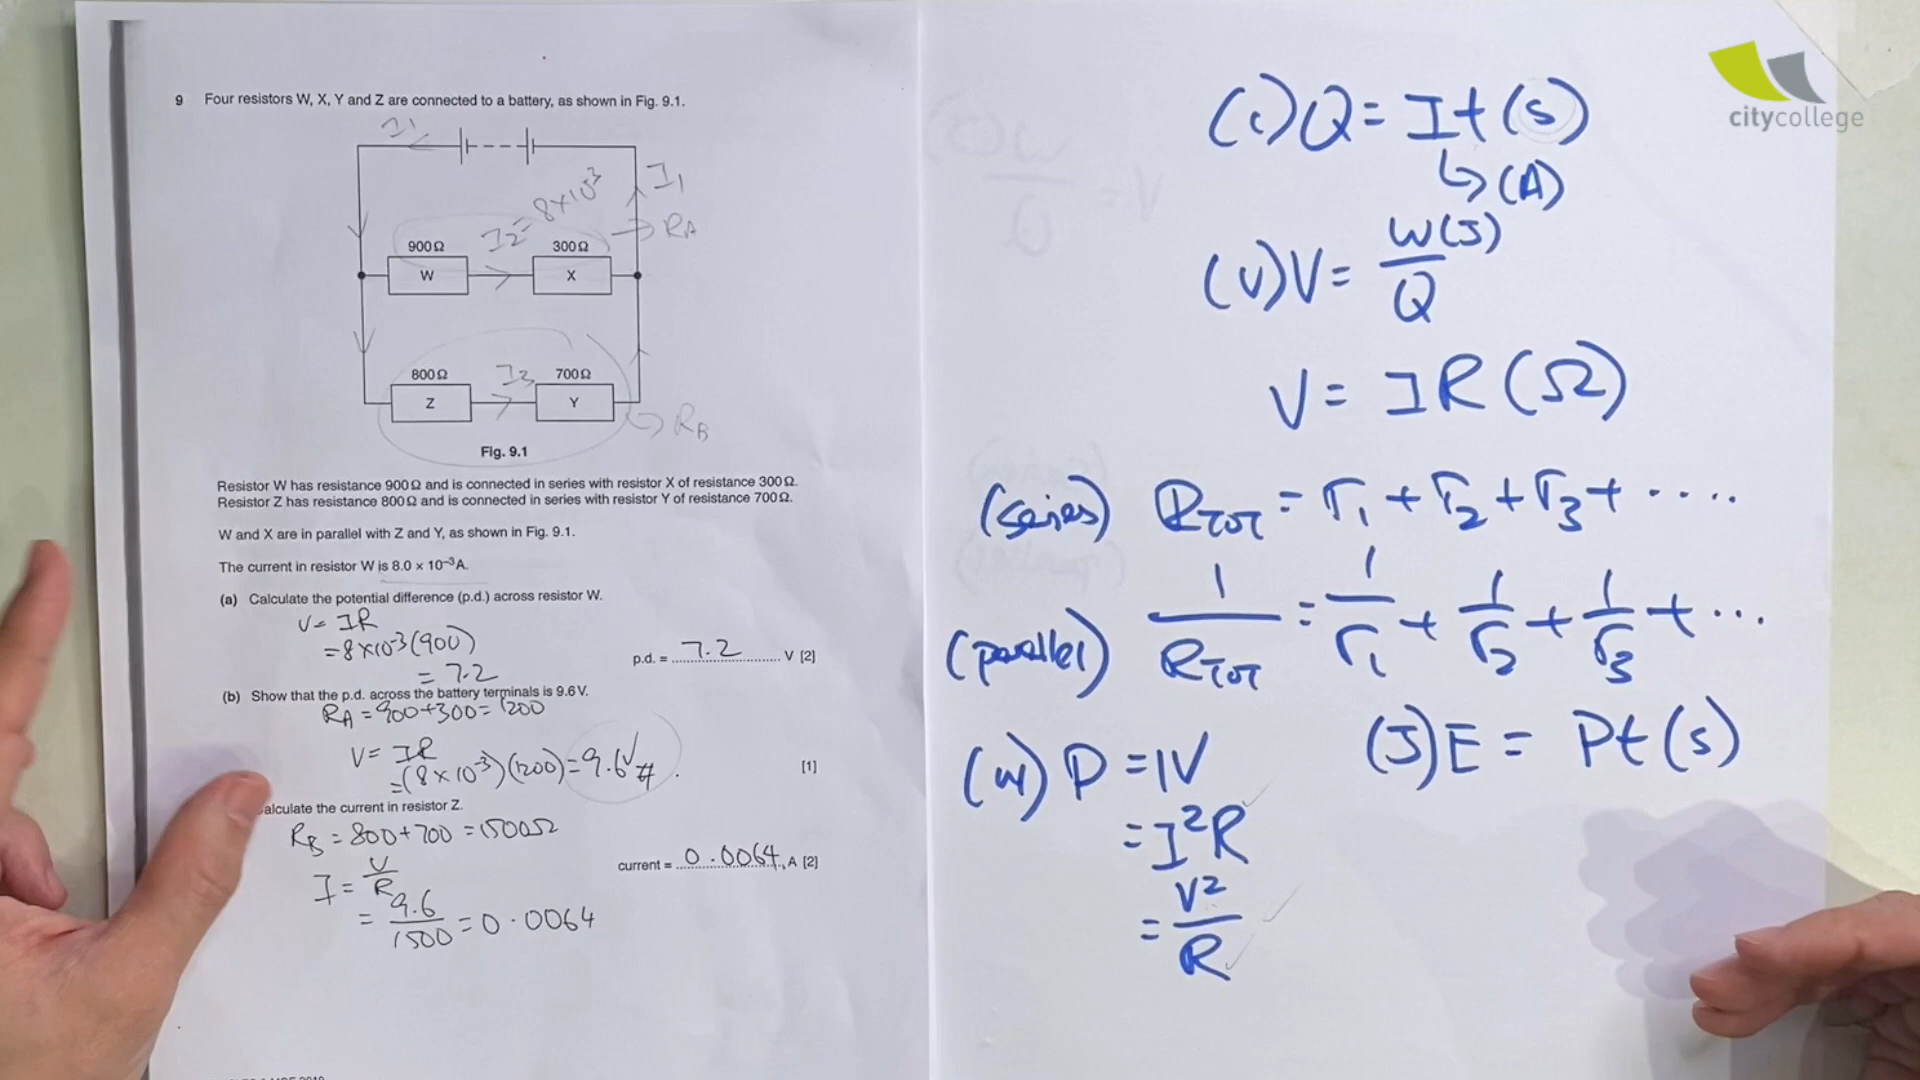 9 Four resistors W, X, Y and Z are connected to a battery, as shown in Fig. 9.1.
I₁
I₁
I₂ = 8×10⁻³
R_A
900Ω
300Ω
W
X
800Ω
I₃
700Ω
Z
Y
R_B
Fig. 9.1
Resistor W has resistance 900Ω and is connected in series with resistor X of resistance 300Ω.
Resistor Z has resistance 800Ω and is connected in series with resistor Y of resistance 700Ω.
W and X are in parallel with Z and Y, as shown in Fig. 9.1.
The current in resistor W is 8.0 × 10⁻³A.
(a) Calculate the potential difference (p.d.) across resistor W.
V = IR
= 8×10⁻³(900)
= 7.2
p.d. = 7.2 V [2]
(b) Show that the p.d. across the battery terminals is 9.6V.
R_A = 900+300 = 1200
V = IR
= (8×10⁻³)(1200) = 9.6V #
[1]
alculate the current in resistor Z.
R_B = 800+700 = 1500Ω
I = V/R
= 9.6/1500 = 0.0064
current = 0.0064 A [2]
(c) Q = It (s)
↳ (A)
(V) V = W(J)/Q
V = IR (Ω)
(series) R_TOT = r₁ + r₂ + r₃ + ....
(parallel) 1/R_TOT = 1/r₁ + 1/r₂ + 1/r₃ + ...
(W) P = IV
= I²R
= V²/R
(J) E = Pt (s)
citycollege